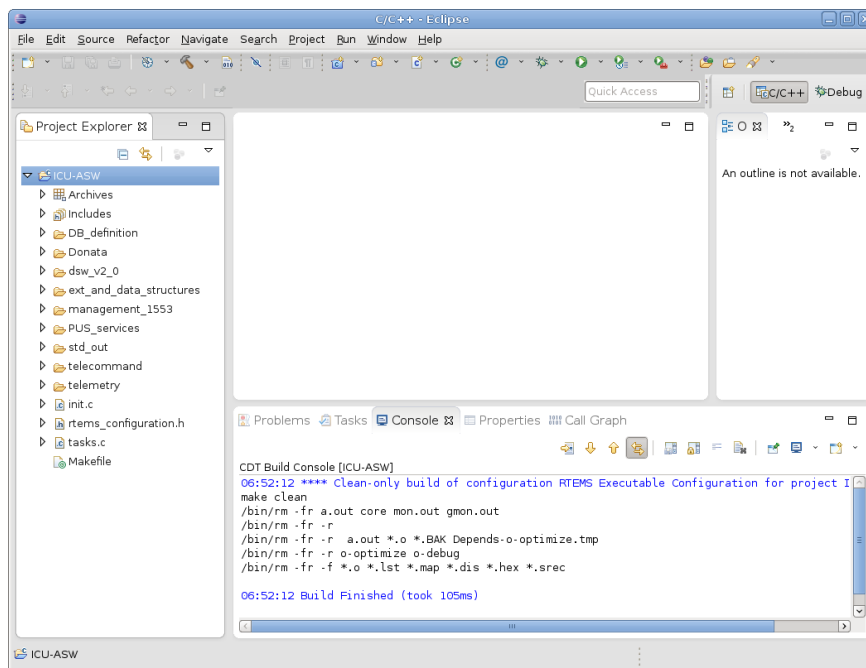 C/C++ - Eclipse
File Edit Source Refactor Navigate Search Project Run Window Help
Quick Access
C/C++
Debug
Project Explorer
O
»2
ICU-ASW
An outline is not available.
Archives
Includes
DB_definition
Donata
dsw_v2_0
ext_and_data_structures
management_1553
PUS_services
std_out
telecommand
telemetry
init.c
rtems_configuration.h
tasks.c
Makefile
Problems Tasks Console Properties Call Graph
CDT Build Console [ICU-ASW]
06:52:12 **** Clean-only build of configuration RTEMS Executable Configuration for project I
make clean
/bin/rm -fr a.out core mon.out gmon.out
/bin/rm -fr -r
/bin/rm -fr -r  a.out *.o *.BAK Depends-o-optimize.tmp
/bin/rm -fr -r o-optimize o-debug
/bin/rm -fr -f *.o *.lst *.map *.dis *.hex *.srec
06:52:12 Build Finished (took 105ms)
ICU-ASW